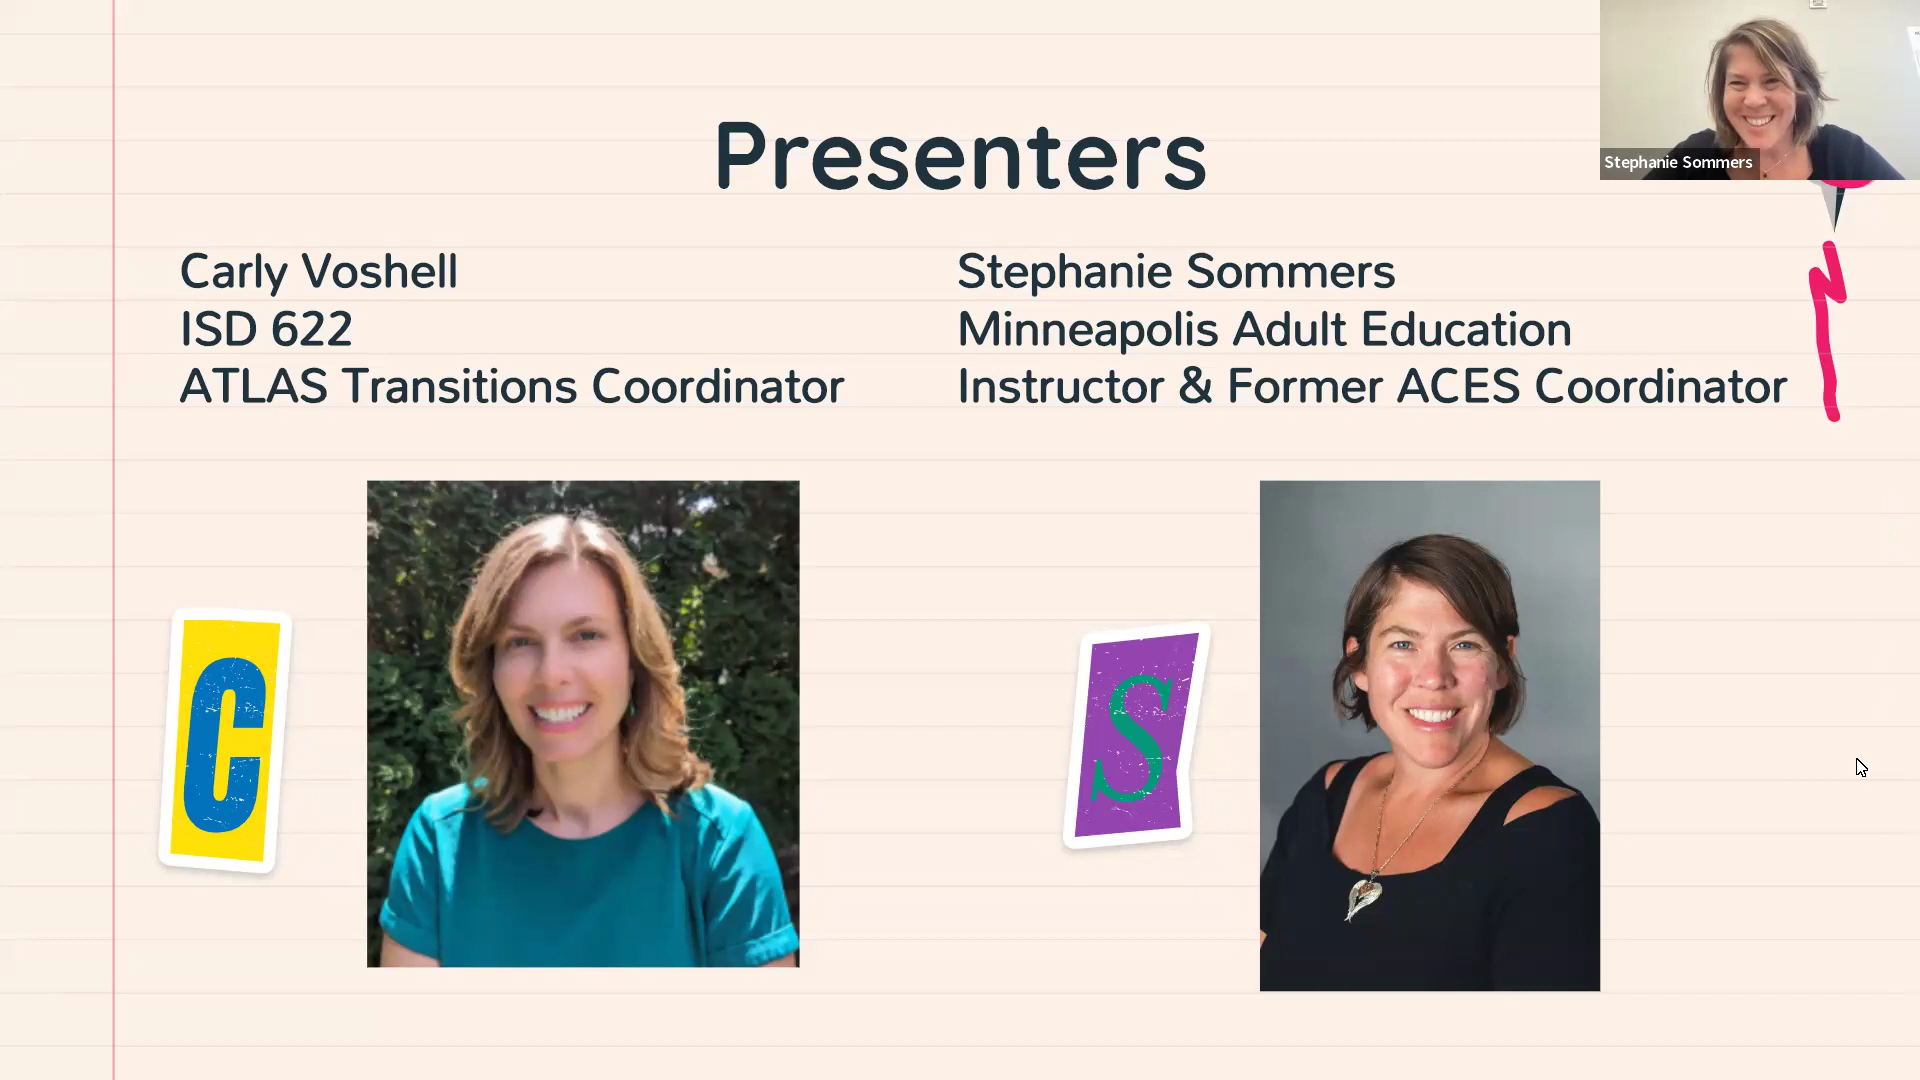 Presenters
Stephanie Sommers
Carly Voshell
ISD 622
ATLAS Transitions Coordinator
Stephanie Sommers
Minneapolis Adult Education
Instructor & Former ACES Coordinator
C
S